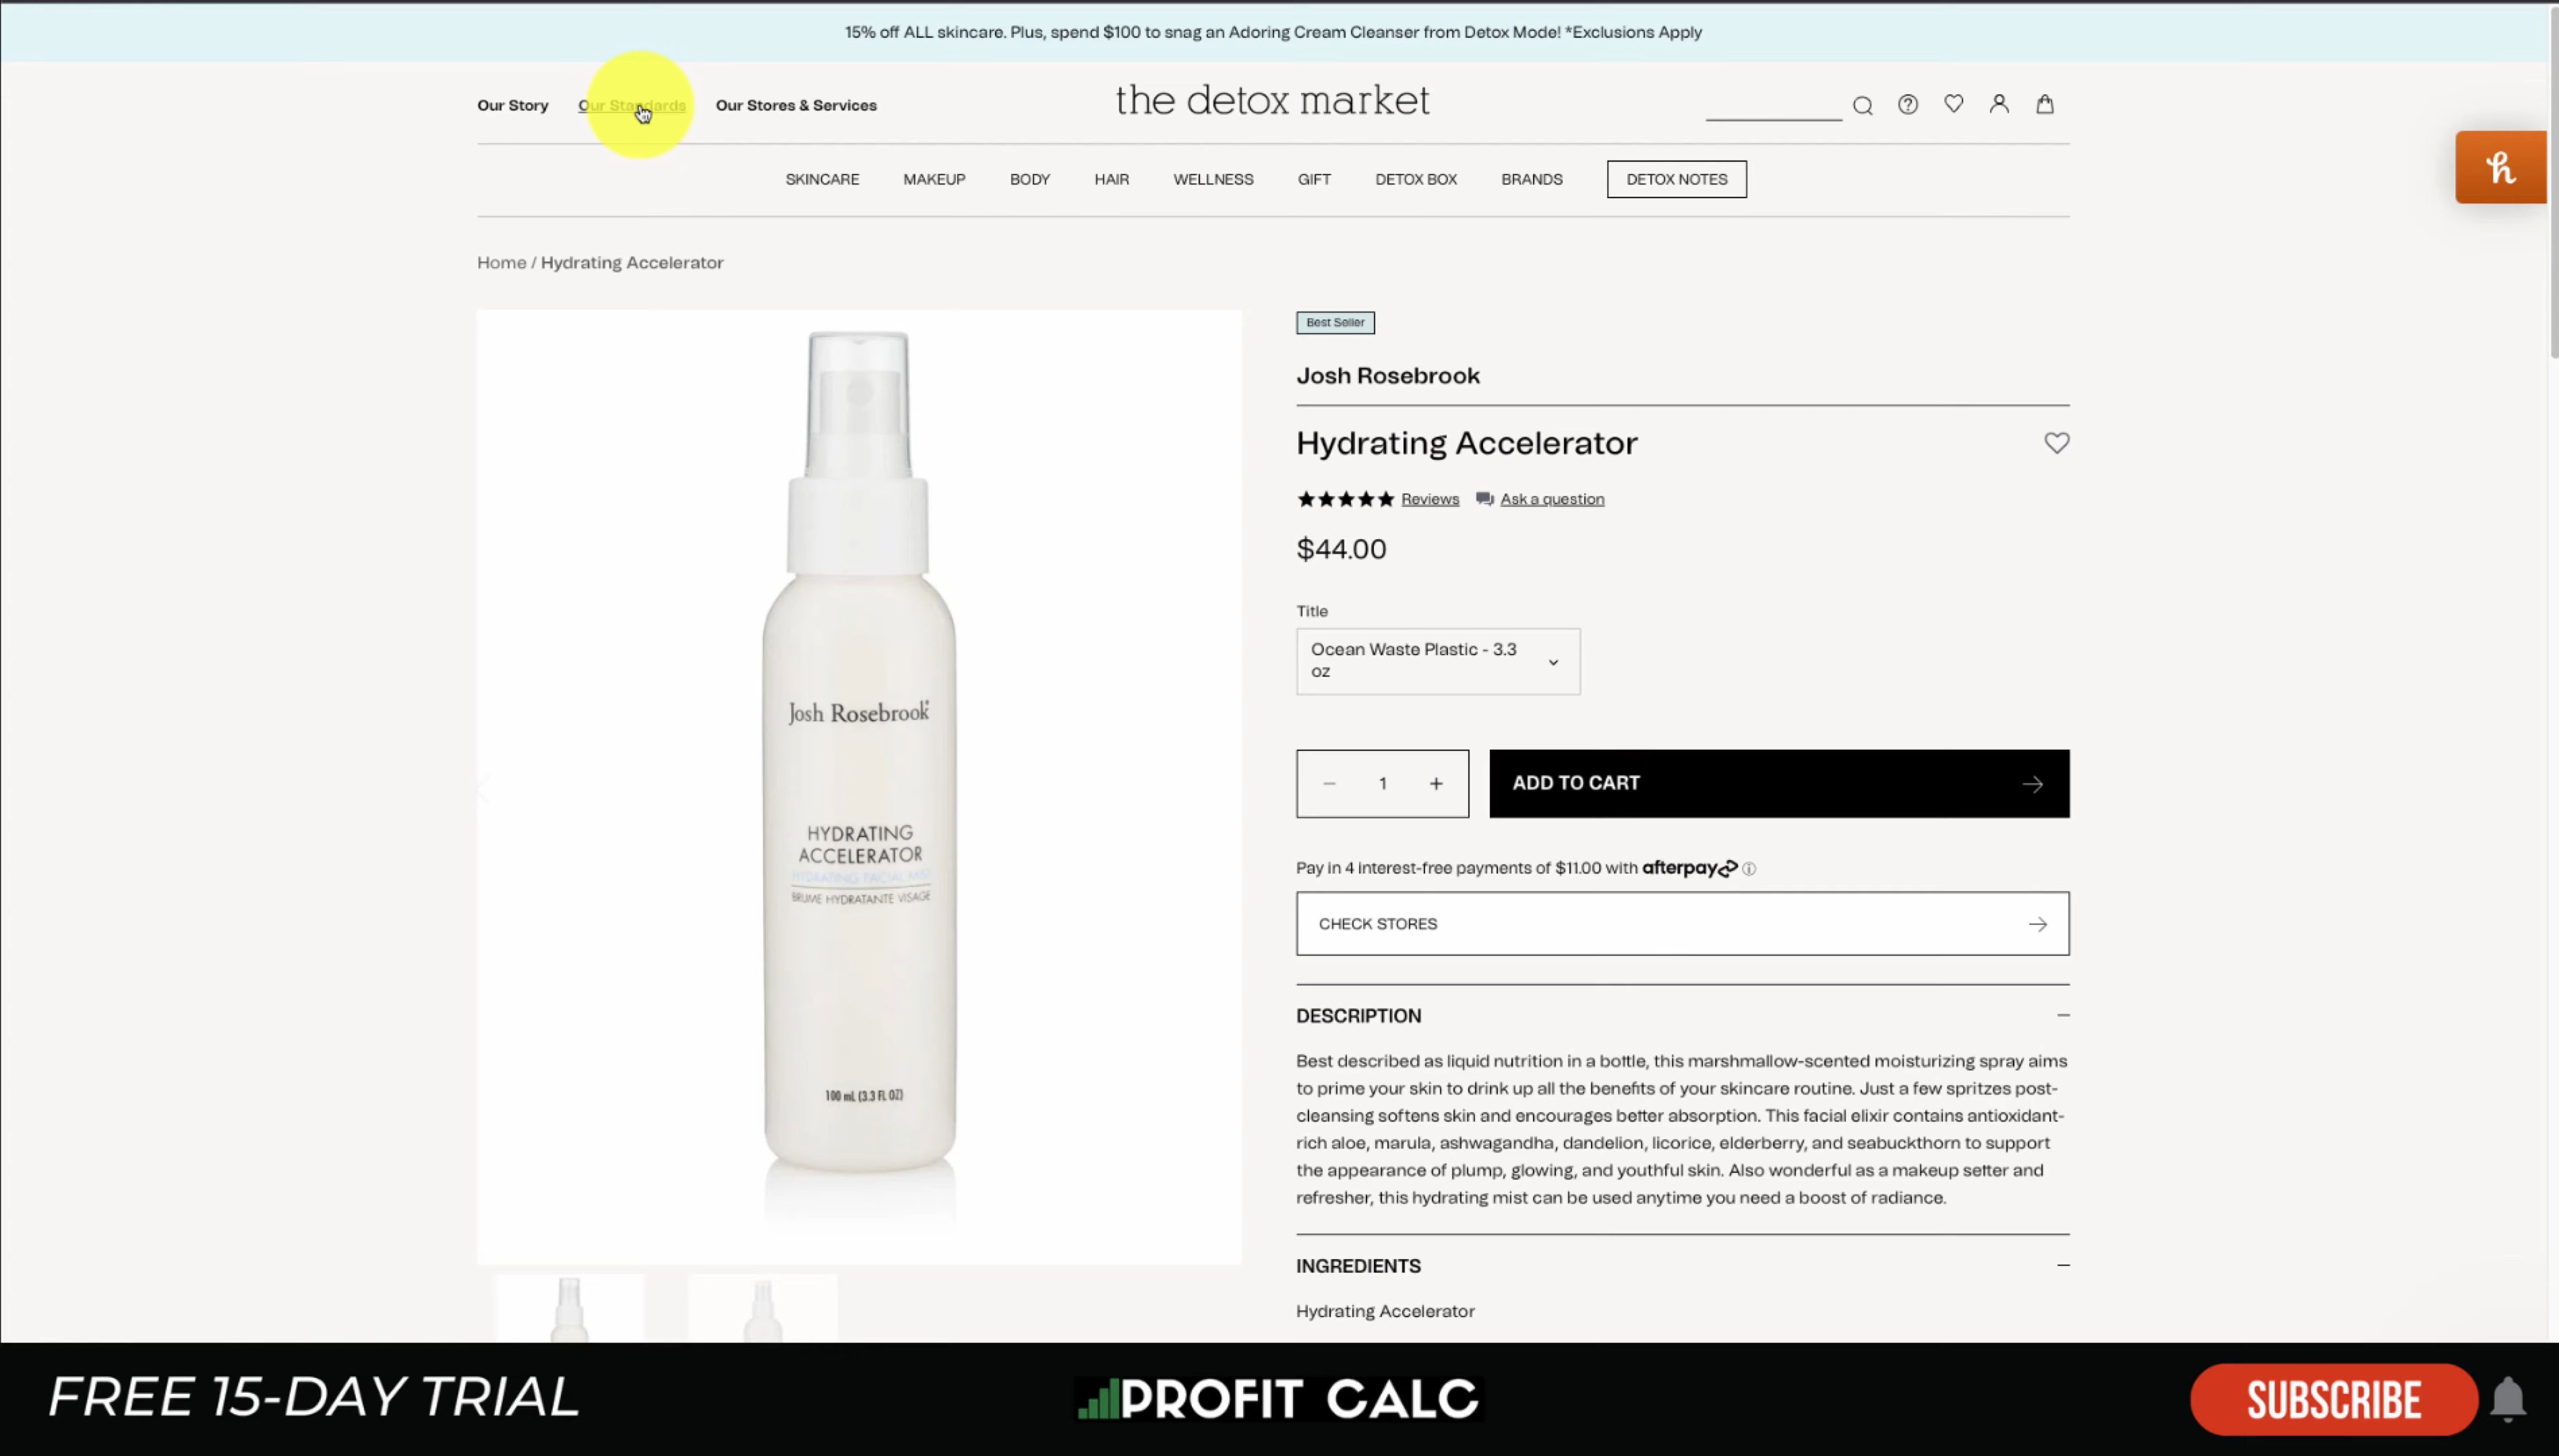 15% off ALL skincare. Plus, spend $100 to snag an Adoring Cream Cleanser from Detox Mode! *Exclusions Apply
Our Story Our Standards Our Stores & Services
the detox market
SKINCARE MAKEUP BODY HAIR WELLNESS GIFT DETOX BOX BRANDS DETOX NOTES
Home / Hydrating Accelerator
Josh Rosebrook
HYDRATING
ACCELERATOR
HYDRATING FACIAL MIST
BRUME HYDRATANTE VISAGE
100 mL (3.3 FL OZ)
Best Seller
Josh Rosebrook
Hydrating Accelerator
Reviews Ask a question
$44.00
Title
Ocean Waste Plastic - 3.3
oz
1
ADD TO CART
Pay in 4 interest-free payments of $11.00 with afterpay
CHECK STORES
DESCRIPTION
Best described as liquid nutrition in a bottle, this marshmallow-scented moisturizing spray aims
to prime your skin to drink up all the benefits of your skincare routine. Just a few spritzes post-
cleansing softens skin and encourages better absorption. This facial elixir contains antioxidant-
rich aloe, marula, ashwagandha, dandelion, licorice, elderberry, and seabuckthorn to support
the appearance of plump, glowing, and youthful skin. Also wonderful as a makeup setter and
refresher, this hydrating mist can be used anytime you need a boost of radiance.
INGREDIENTS
Hydrating Accelerator
FREE 15-DAY TRIAL
PROFIT CALC
SUBSCRIBE